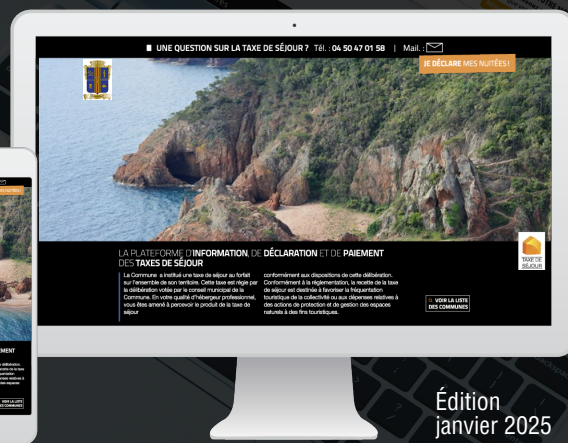 UNE QUESTION SUR LA TAXE DE SÉJOUR ? Tél. : 04 50 47 01 58 | Mail. :
JE DÉCLARE MES NUITÉES !
LA PLATEFORME D'INFORMATION, DE DÉCLARATION ET DE PAIEMENT
DES TAXES DE SÉJOUR
La Commune a institué une taxe de séjour au forfait
sur l'ensemble de son territoire. Cette taxe est régie par
la délibération votée par le conseil municipal de la
Commune. En votre qualité d'hébergeur professionnel,
vous êtes amené à percevoir le produit de la taxe de
séjour
conformément aux dispositions de cette délibération.
Conformément à la réglementation, la recette de la taxe
de séjour est destinée à favoriser la fréquentation
touristique de la collectivité ou aux dépenses relatives à
des actions de protection et de gestion des espaces
naturels à des fins touristiques.
TAXE DE
SÉJOUR
VOIR LA LISTE
DES COMMUNES
Édition
janvier 2025